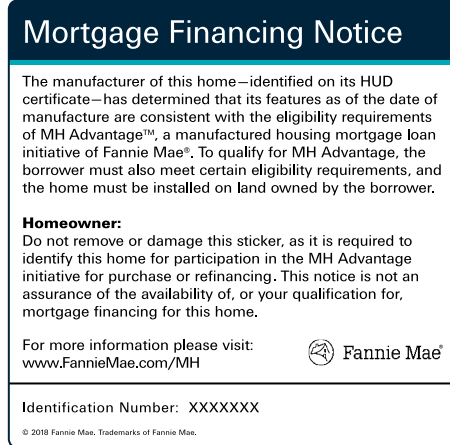 Mortgage Financing Notice
The manufacturer of this home—identified on its HUD
certificate—has determined that its features as of the date of
manufacture are consistent with the eligibility requirements
of MH Advantage™, a manufactured housing mortgage loan
initiative of Fannie Mae®. To qualify for MH Advantage, the
borrower must also meet certain eligibility requirements, and
the home must be installed on land owned by the borrower.
Homeowner:
Do not remove or damage this sticker, as it is required to
identify this home for participation in the MH Advantage
initiative for purchase or refinancing. This notice is not an
assurance of the availability of, or your qualification for,
mortgage financing for this home.
For more information please visit:
www.FannieMae.com/MH
Fannie Mae®
Identification Number: XXXXXXX
© 2018 Fannie Mae. Trademarks of Fannie Mae.